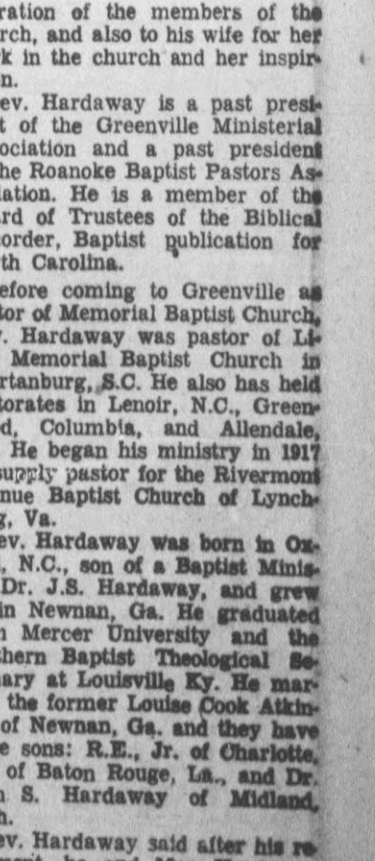 ration of the members of the
rch, and also to his wife for her
k in the church and her inspir-
n.
ev. Hardaway is a past presi-
t of the Greenville Ministerial
ociation and a past president
he Roanoke Baptist Pastors As-
iation. He is a member of the
rd of Trustees of the Biblical
order, Baptist publication for
th Carolina.
efore coming to Greenville as
tor of Memorial Baptist Church,
. Hardaway was pastor of Li-
Memorial Baptist Church in
rtanburg, S.C. He also has held
torates in Lenoir, N.C., Green-
d, Columbia, and Allendale,
He began his ministry in 1917
supply pastor for the Rivermont
nue Baptist Church of Lynch-
g, Va.
ev. Hardaway was born in Ox-
, N.C., son of a Baptist Minis-
Dr. J.S. Hardaway, and grew
in Newnan, Ga. He graduated
n Mercer University and the
thern Baptist Theological Se-
nary at Louisville Ky. He mar-
the former Louise Cook Atkin-
of Newnan, Ga. and they have
e sons: R.E., Jr. of Charlotte,
of Baton Rouge, La., and Dr.
n S. Hardaway of Midland,
h.
ev. Hardaway said after his re-